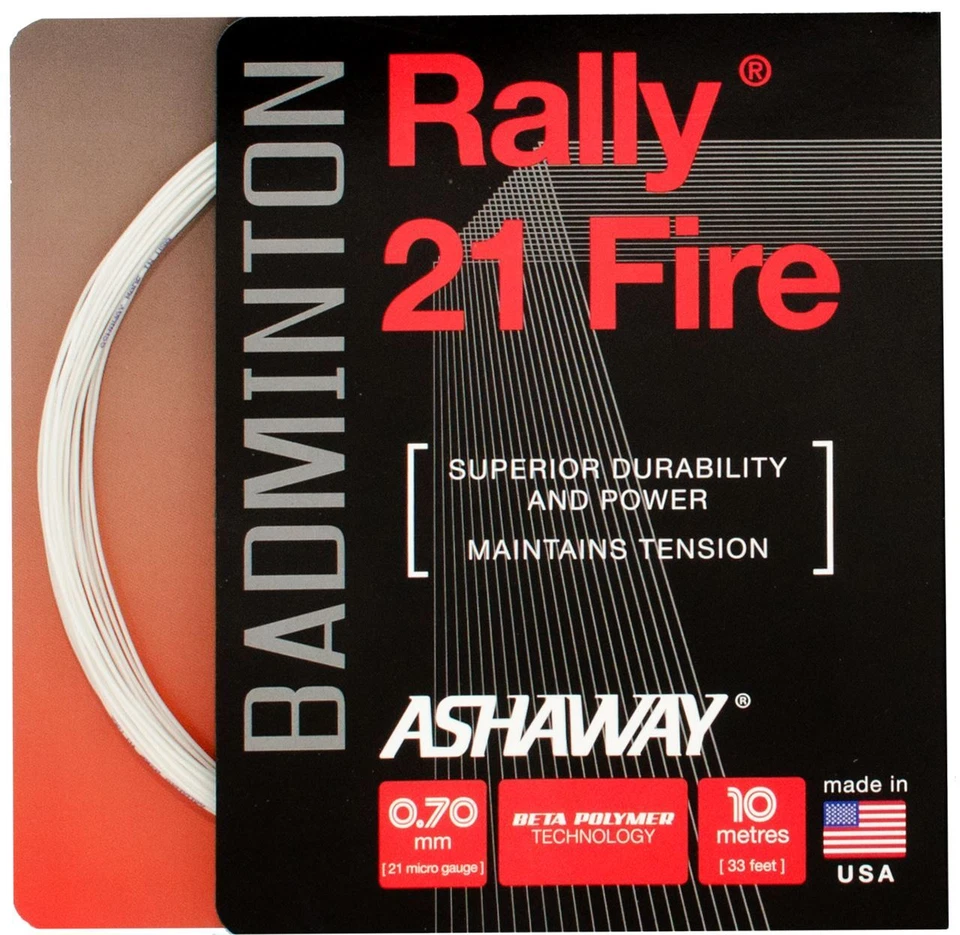 BADMINTON
Rally®
21 Fire
SUPERIOR DURABILITY
AND POWER
MAINTAINS TENSION
ASHAWAY®
0.70
mm
[21 micro gauge]
BETA POLYMER
TECHNOLOGY
10
metres
[33 feet]
made in
USA